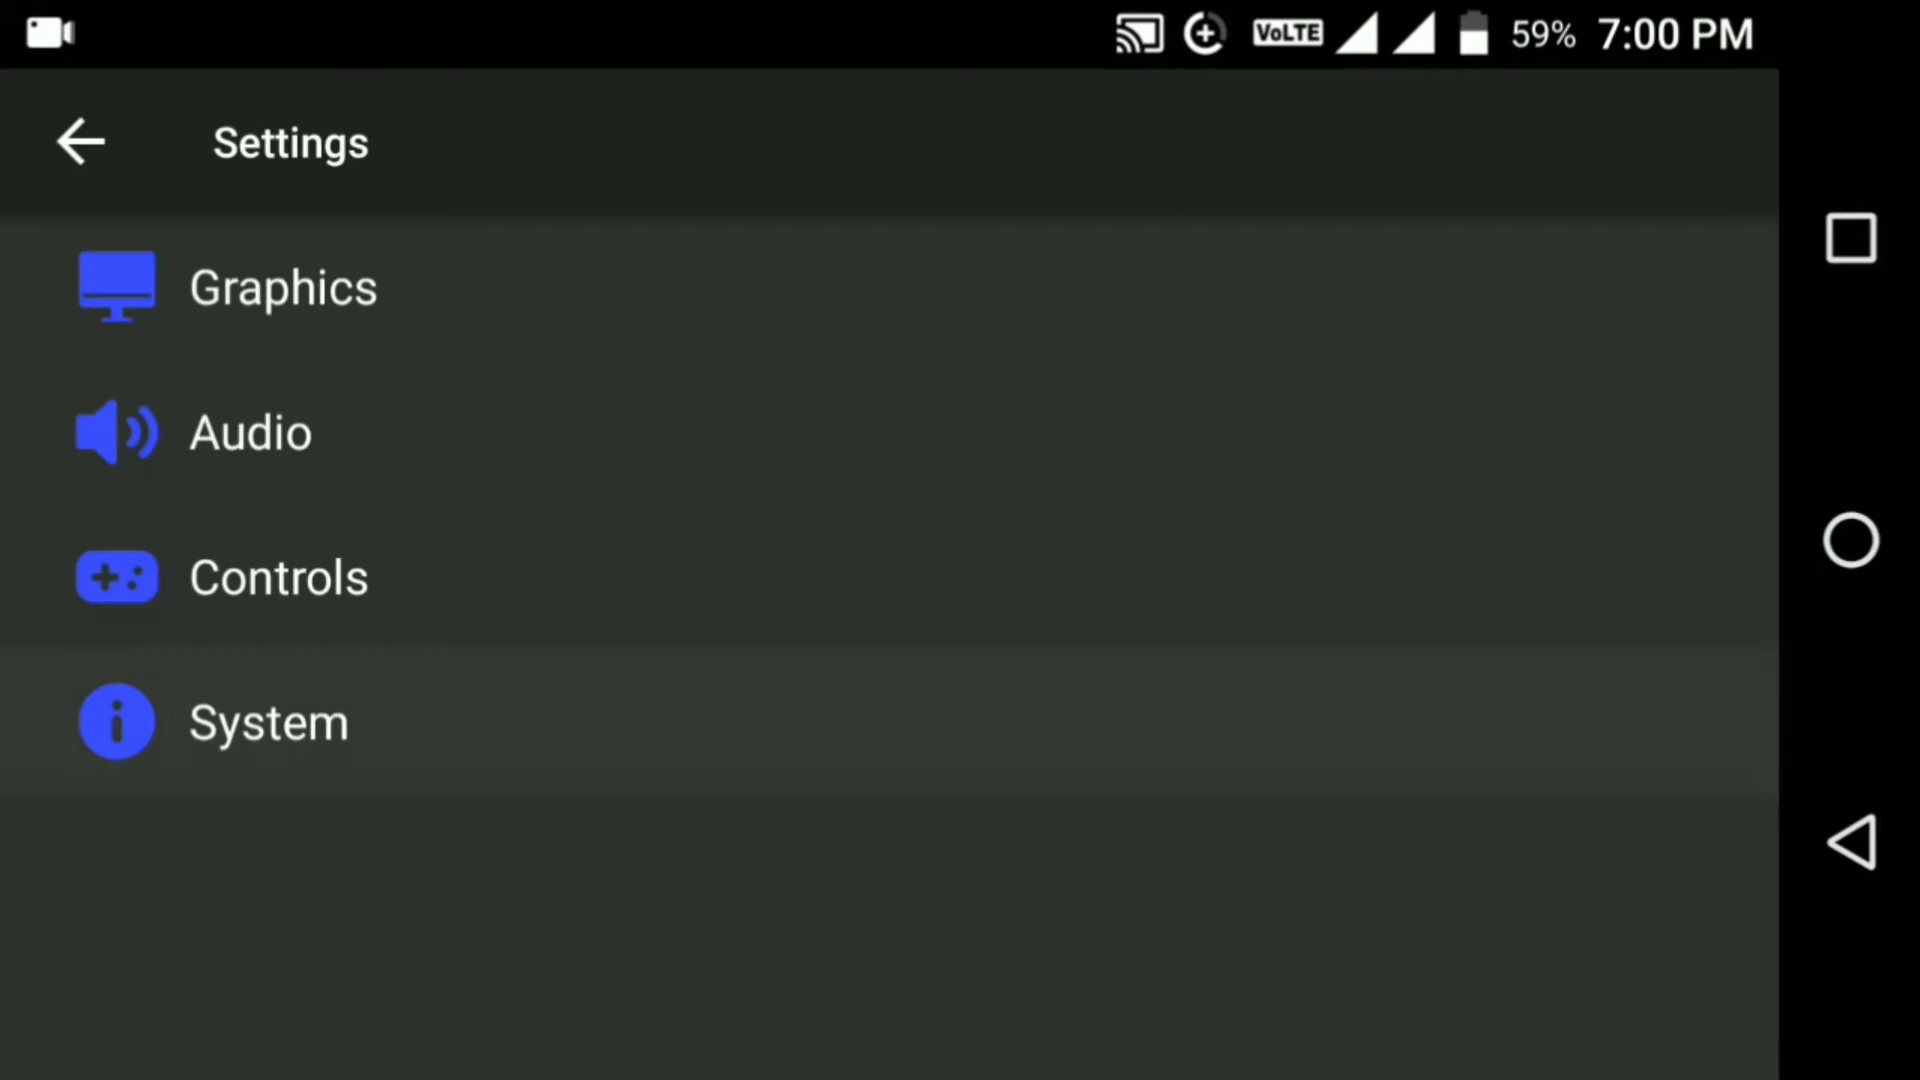 VoLTE 59% 7:00 PM
Settings
Graphics
Audio
Controls
System